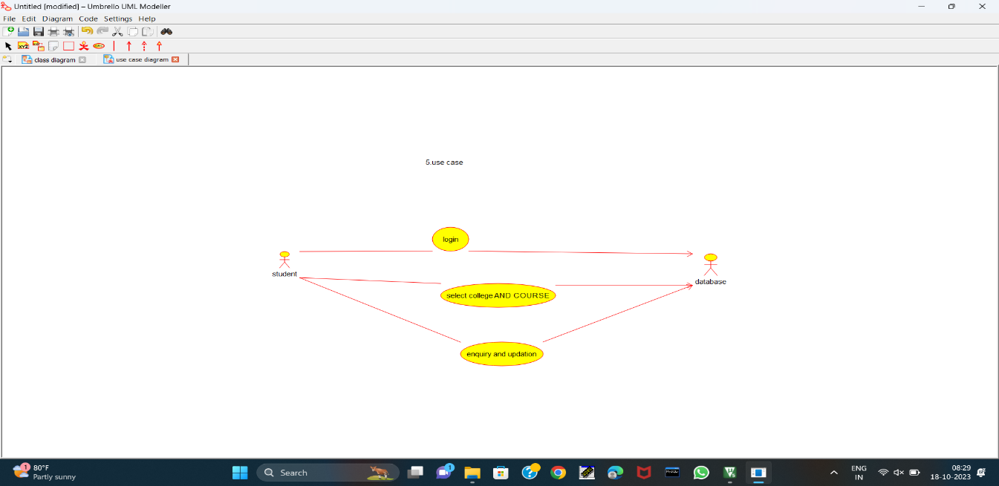 Untitled [modified] – Umbrello UML Modeller
File Edit Diagram Code Settings Help
class diagram
use case diagram
5.use case
login
student
database
select college AND COURSE
enquiry and updation
1
80°F
Partly sunny
Search
1
ENG
IN
08:29
18-10-2023